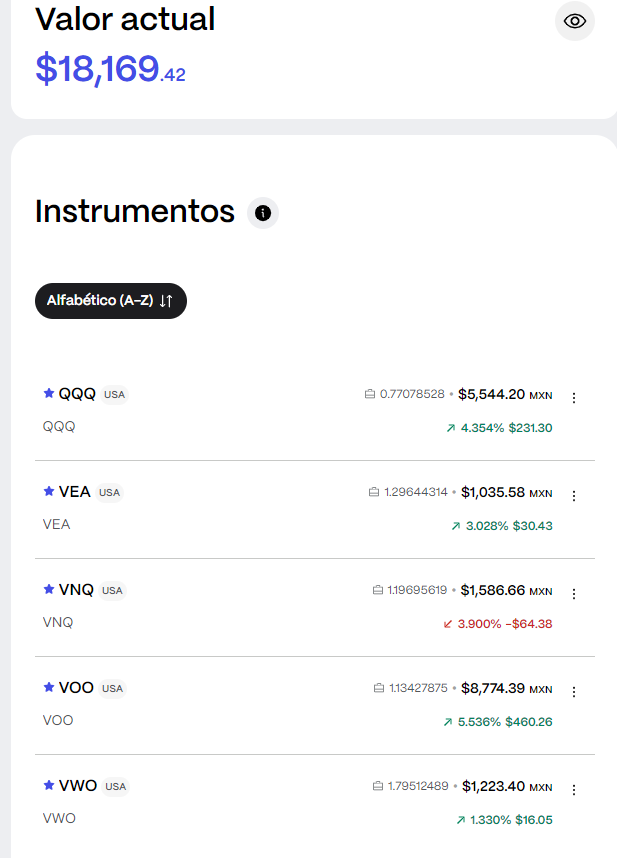 Valor actual
$18,169.42
Instrumentos
Alfabético (A-Z)
QQQ USA 0.77078528 • $5,544.20 MXN
QQQ 4.354% $231.30
VEA USA 1.29644314 • $1,035.58 MXN
VEA 3.028% $30.43
VNQ USA 1.19695619 • $1,586.66 MXN
VNQ 3.900% -$64.38
VOO USA 1.13427875 • $8,774.39 MXN
VOO 5.536% $460.26
VWO USA 1.79512489 • $1,223.40 MXN
VWO 1.330% $16.05